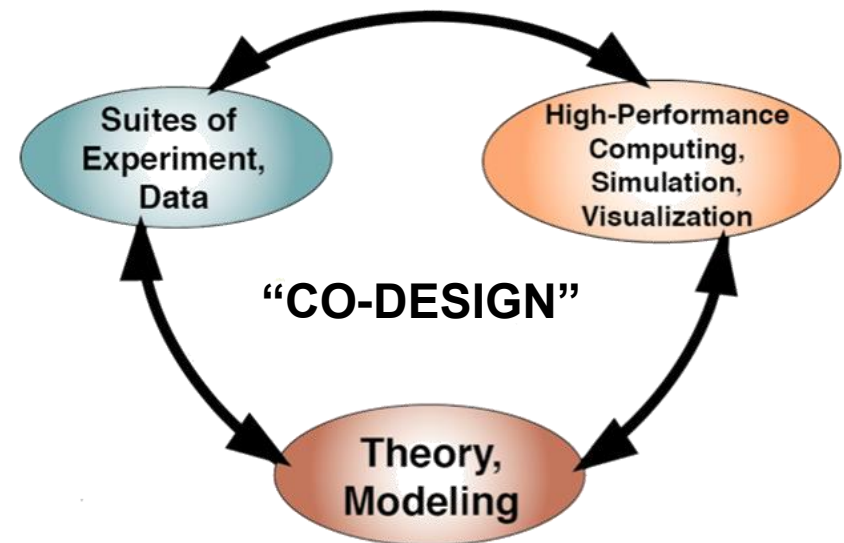 Suites of
Experiment,
Data
High-Performance
Computing,
Simulation,
Visualization
“CO-DESIGN”
Theory,
Modeling